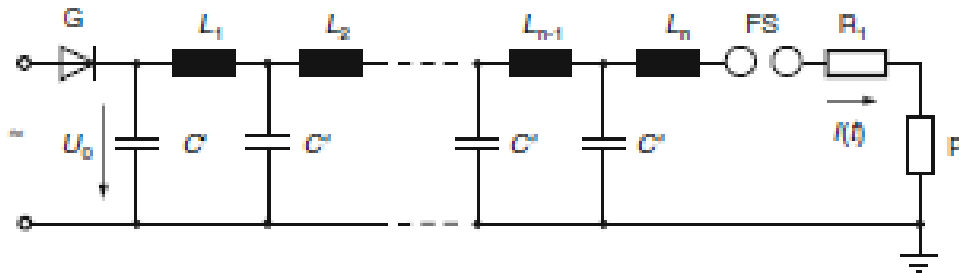 G L₁ L₂ Lₙ₋₁ Lₙ FS R₁
~ U₀ C' C' C' C' I(t) P